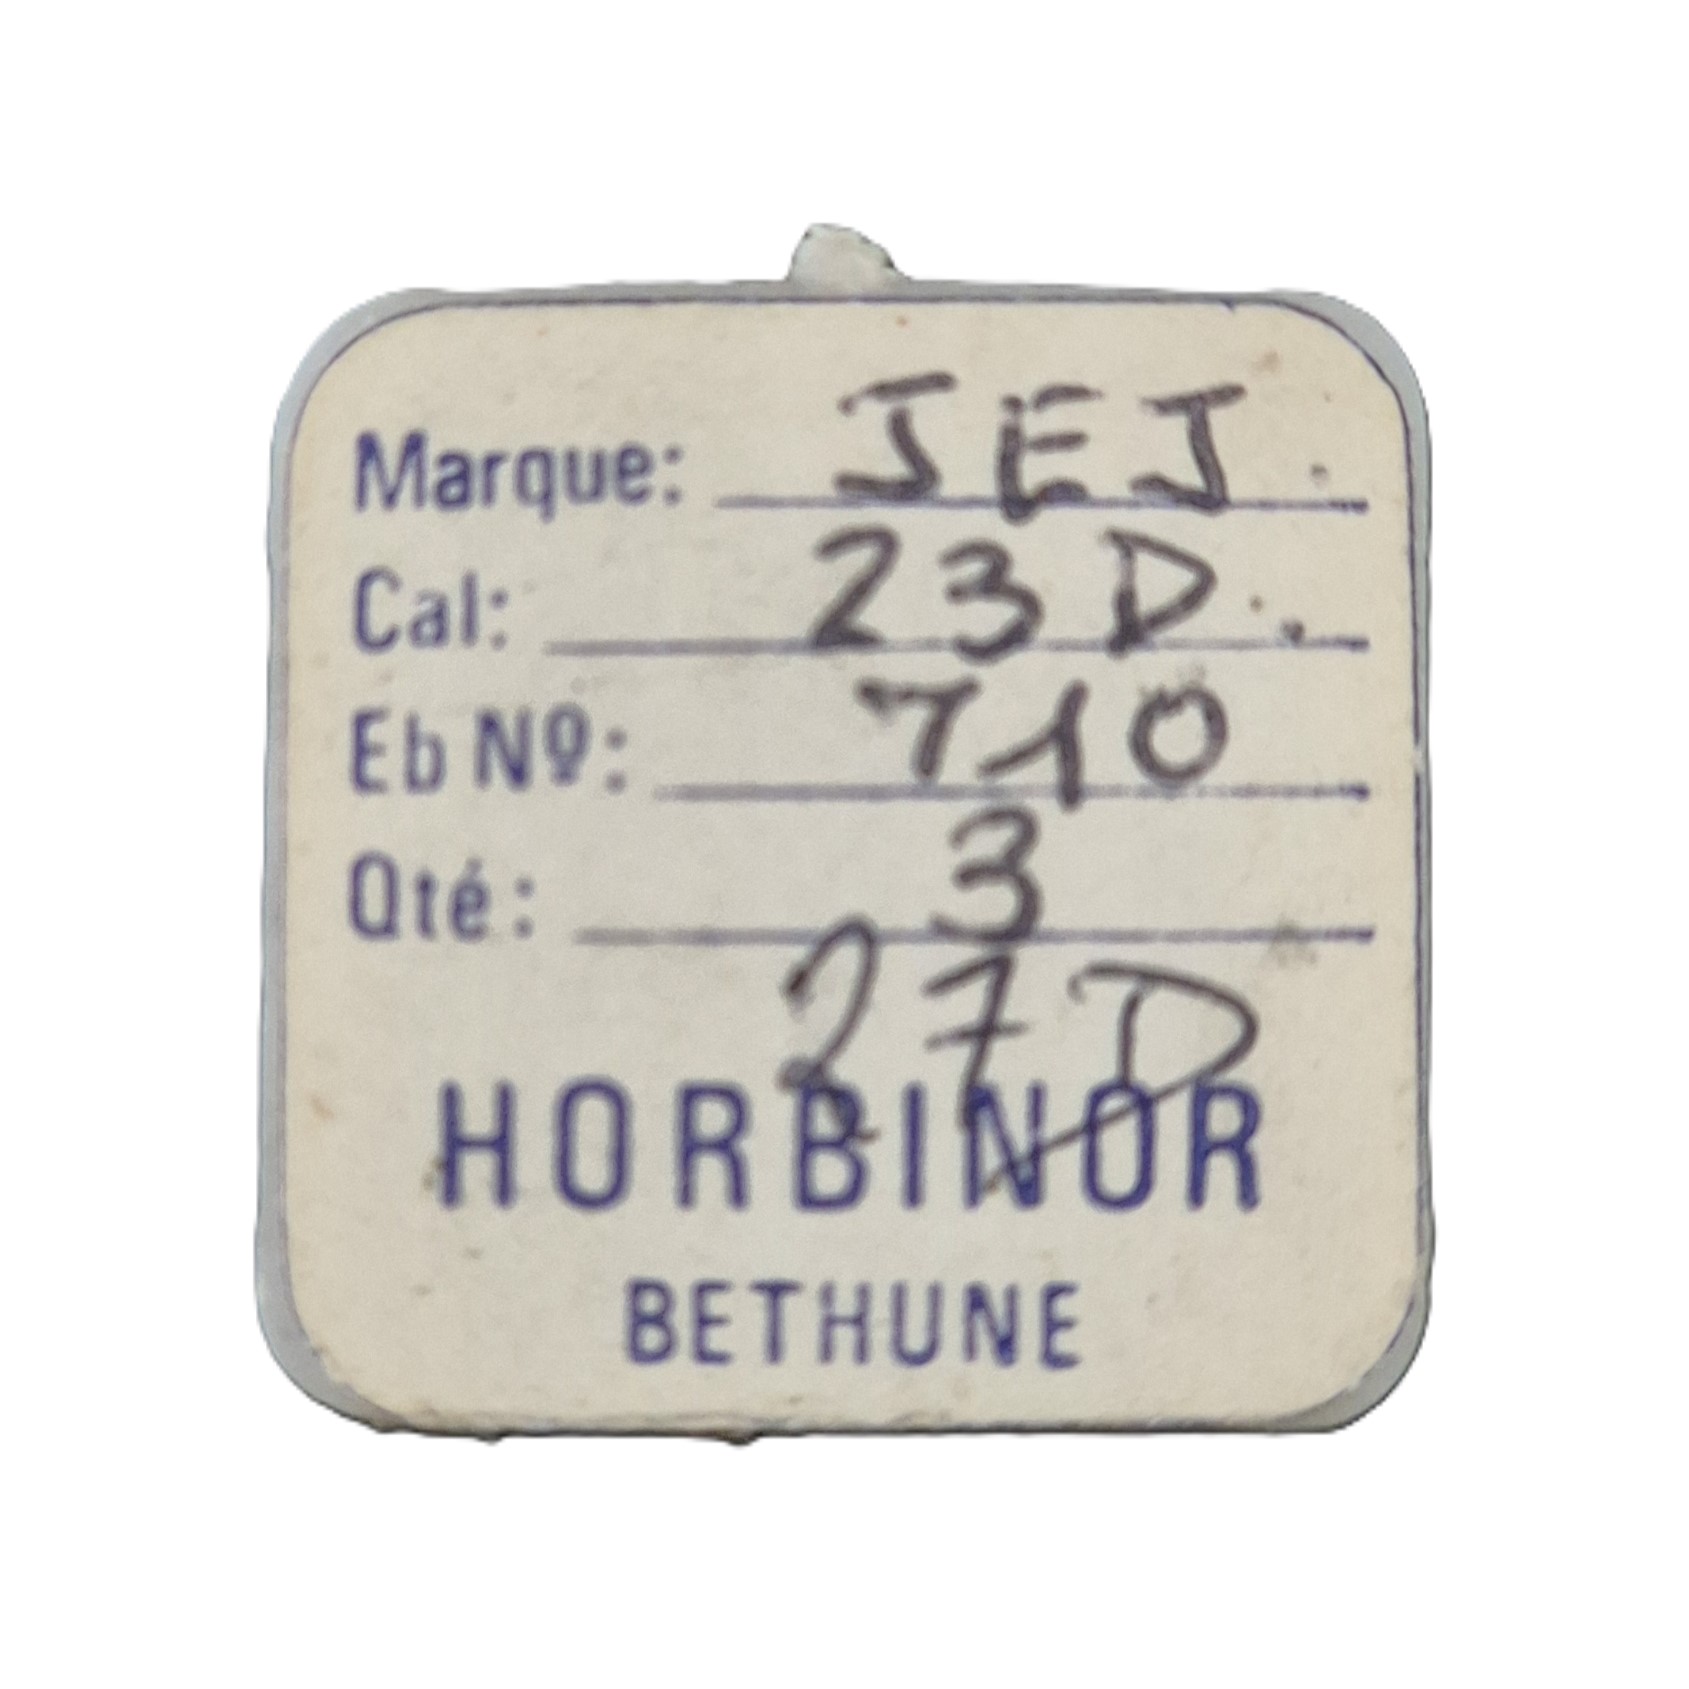 Marque: JEJ.
Cal: 23D.
Eb Nº: 710
Qté: 3
27D
HORBINOR
BETHUNE